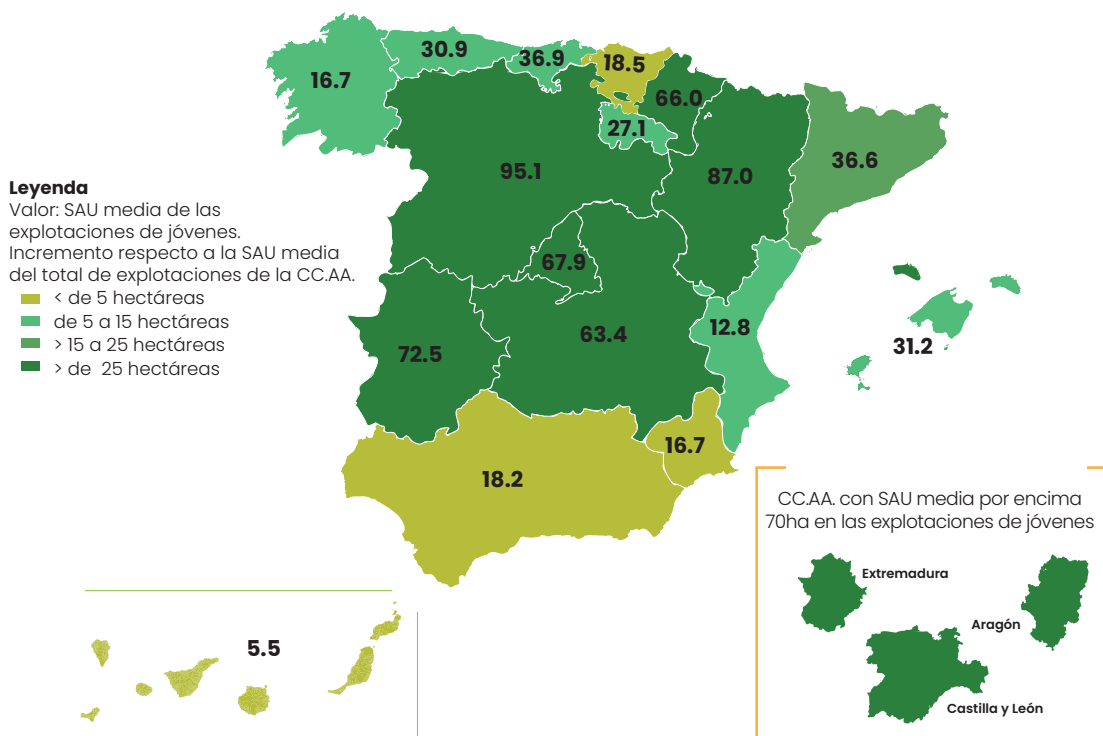 30.9
36.9
18.5
16.7
66.0
27.1
36.6
95.1
87.0
Leyenda
Valor: SAU media de las
explotaciones de jóvenes.
Incremento respecto a la SAU media
del total de explotaciones de la CC.AA.
< de 5 hectáreas
de 5 a 15 hectáreas
> 15 a 25 hectáreas
> de 25 hectáreas
67.9
12.8
63.4
31.2
72.5
16.7
18.2
CC.AA. con SAU media por encima
70ha en las explotaciones de jóvenes
Extremadura
Aragón
Castilla y León
5.5